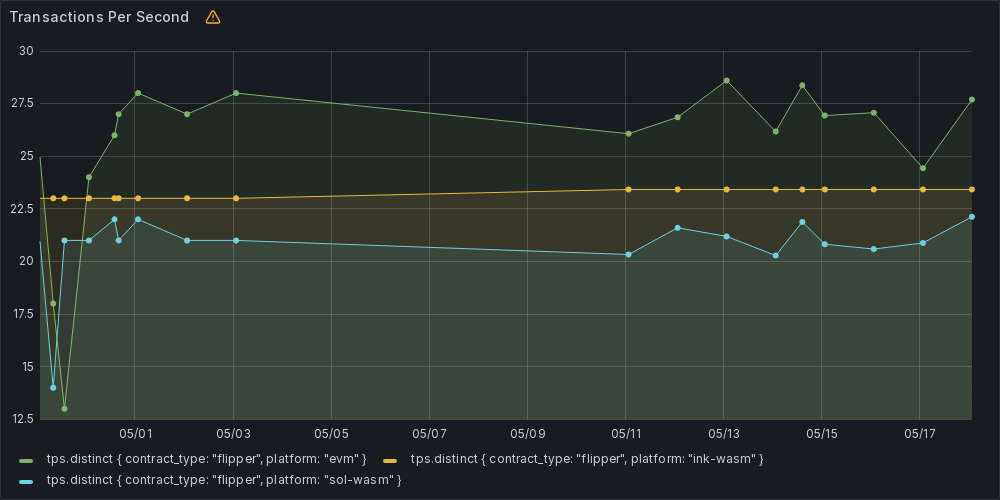 Transactions Per Second
30
27.5
25
22.5
20
17.5
15
12.5
05/01 05/03 05/05 05/07 05/09 05/11 05/13 05/15 05/17
tps.distinct { contract_type: "flipper", platform: "evm" } tps.distinct { contract_type: "flipper", platform: "ink-wasm" }
tps.distinct { contract_type: "flipper", platform: "sol-wasm" }